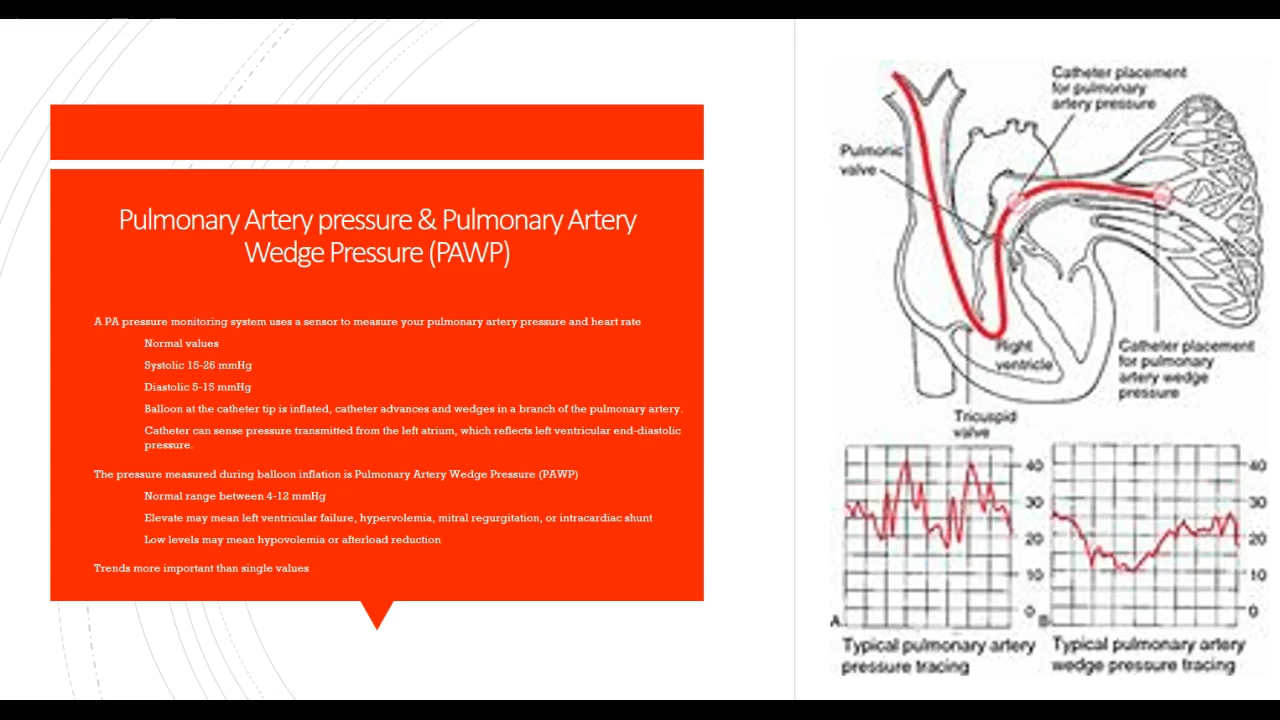 Pulmonary Artery pressure & Pulmonary Artery
Wedge Pressure (PAWP)
A PA pressure monitoring system uses a sensor to measure your pulmonary artery pressure and heart rate
Normal values
Systolic 15-26 mmHg
Diastolic 5-15 mmHg
Balloon at the catheter tip is inflated, catheter advances and wedges in a branch of the pulmonary artery.
Catheter can sense pressure transmitted from the left atrium, which reflects left ventricular end-diastolic
pressure.
The pressure measured during balloon inflation is Pulmonary Artery Wedge Pressure (PAWP)
Normal range between 4-12 mmHg
Elevate may mean left ventricular failure, hypervolemia, mitral regurgitation, or intracardiac shunt
Low levels may mean hypovolemia or afterload reduction
Trends more important than single values
Catheter placement
for pulmonary
artery pressure
Pulmonic
valve
Right
ventricle
Catheter placement
for pulmonary
artery wedge
pressure
Tricuspid
valve
40
30
20
10
0
A
Typical pulmonary artery
pressure tracing
40
30
20
10
0
B
Typical pulmonary artery
wedge pressure tracing